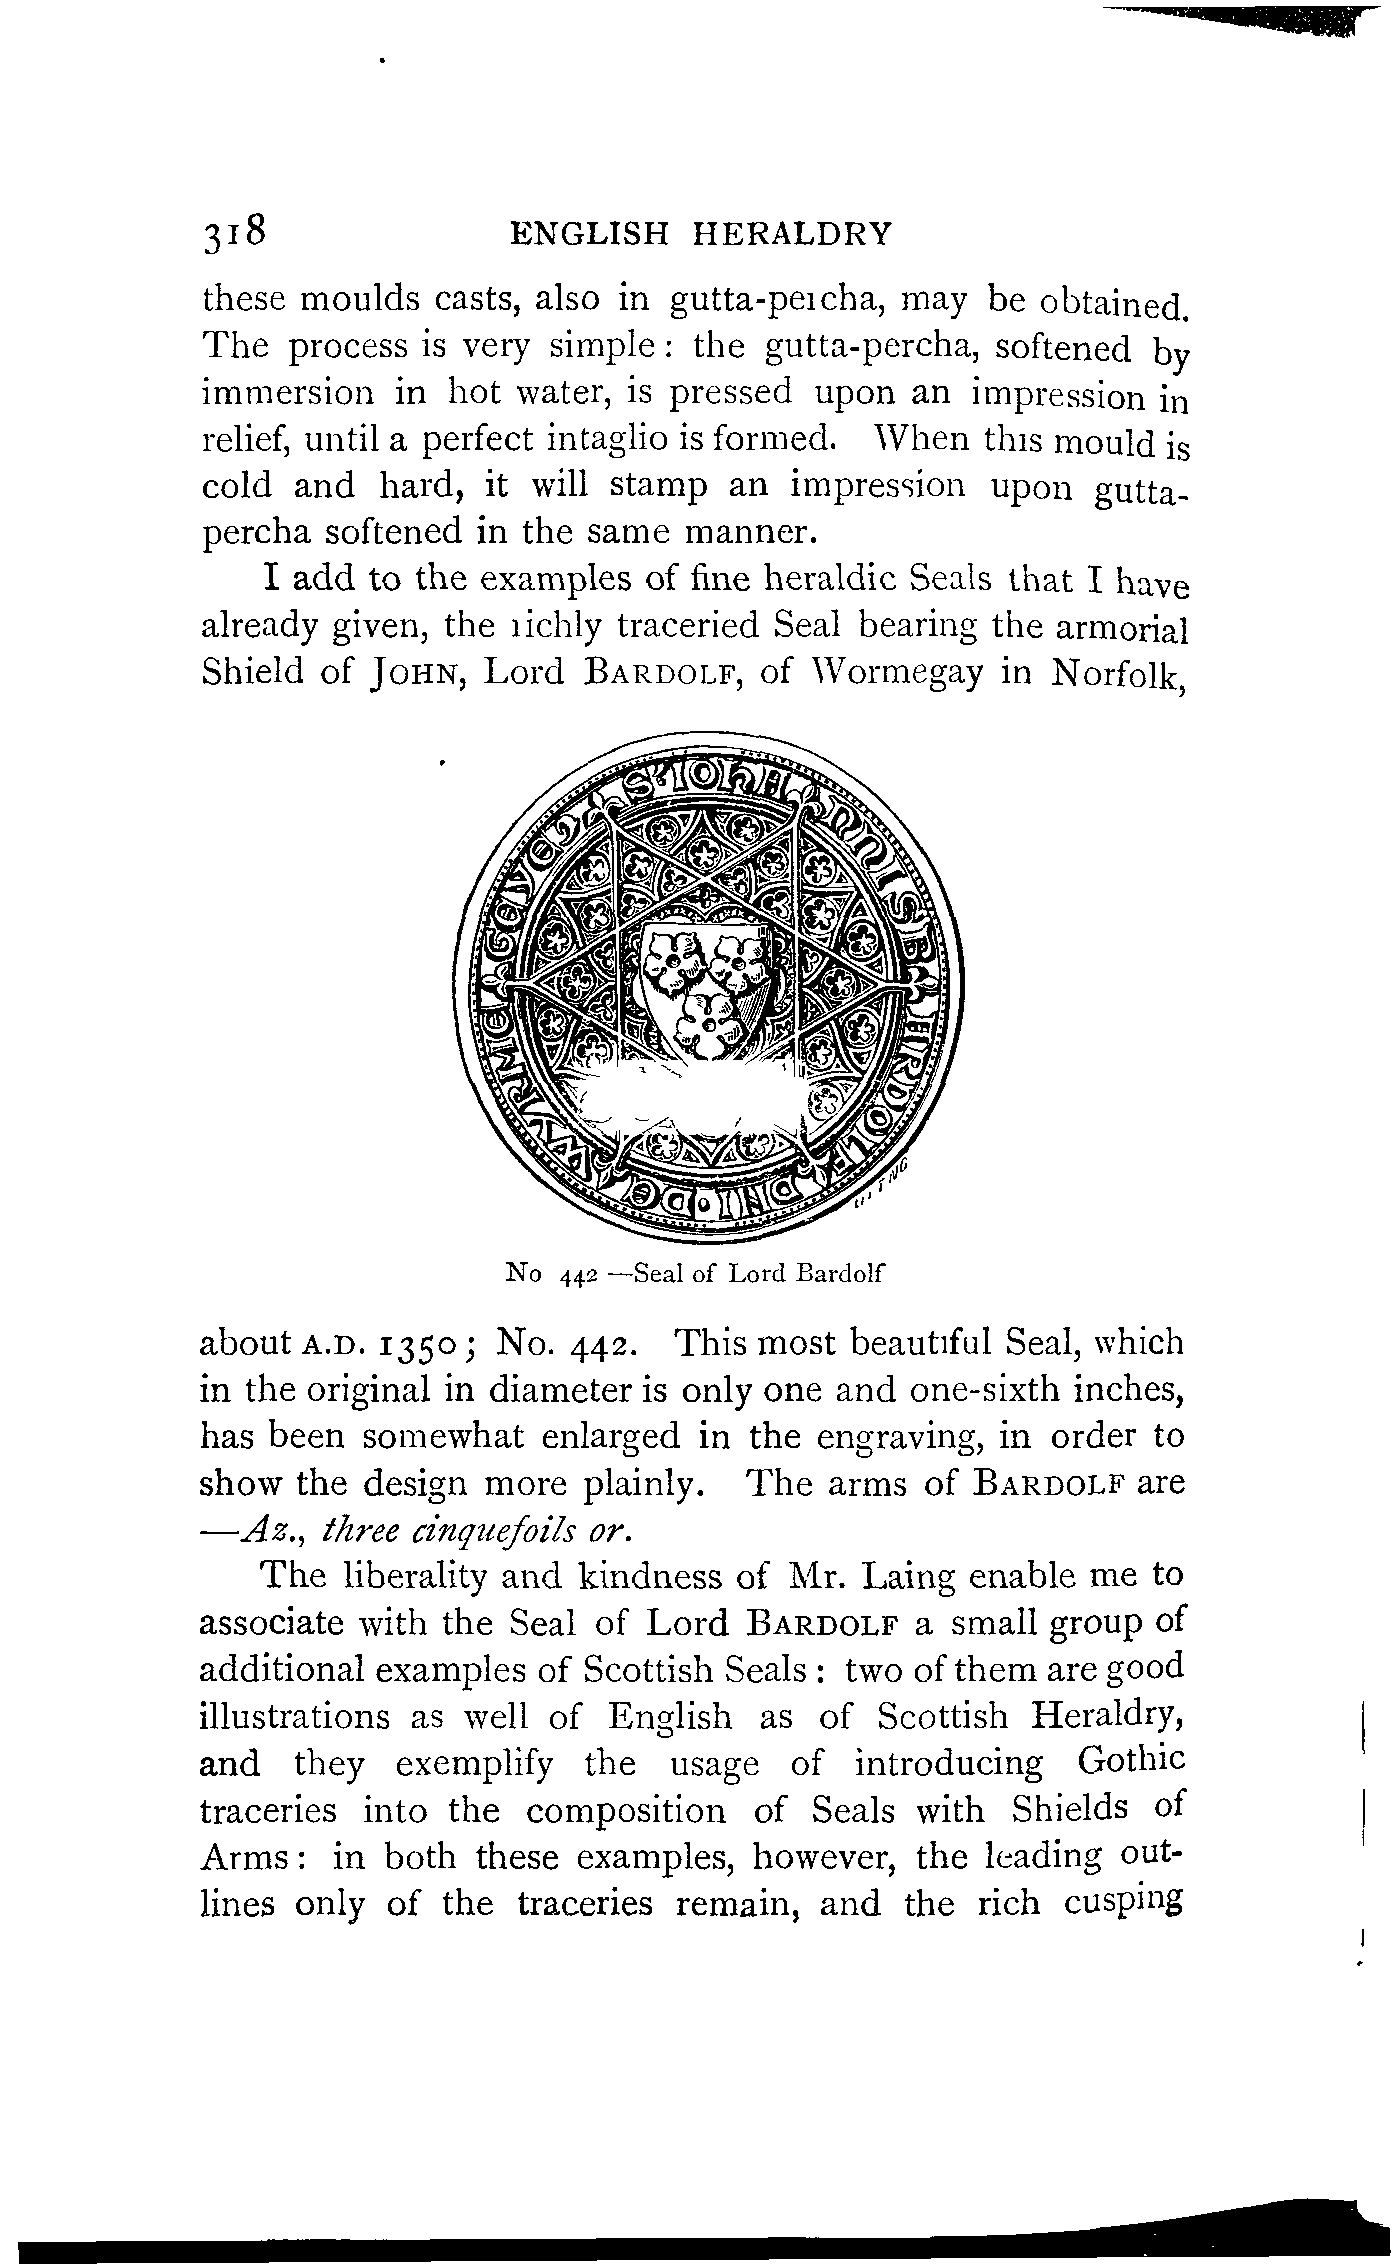 318 ENGLISH HERALDRY
these moulds casts, also in gutta-percha, may be obtained.
The process is very simple: the gutta-percha, softened by
immersion in hot water, is pressed upon an impression in
relief, until a perfect intaglio is formed. When this mould is
cold and hard, it will stamp an impression upon gutta-
percha softened in the same manner.
I add to the examples of fine heraldic Seals that I have
already given, the richly traceried Seal bearing the armorial
Shield of JOHN, Lord BARDOLF, of Wormegay in Norfolk,
No 442 —Seal of Lord Bardolf
about A.D. 1350; No. 442. This most beautiful Seal, which
in the original in diameter is only one and one-sixth inches,
has been somewhat enlarged in the engraving, in order to
show the design more plainly. The arms of BARDOLF are
—Az., three cinquefoils or.
The liberality and kindness of Mr. Laing enable me to
associate with the Seal of Lord BARDOLF a small group of
additional examples of Scottish Seals: two of them are good
illustrations as well of English as of Scottish Heraldry,
and they exemplify the usage of introducing Gothic
traceries into the composition of Seals with Shields of
Arms: in both these examples, however, the leading out-
lines only of the traceries remain, and the rich cusping